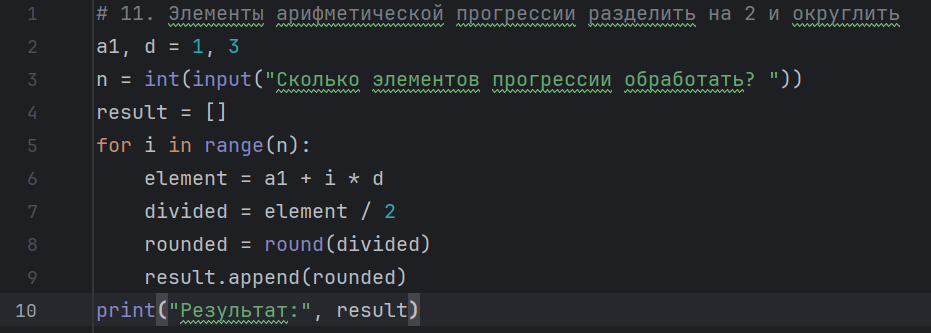 1 # 11. Элементы арифметической прогрессии разделить на 2 и округлить
2 a1, d = 1, 3
3 n = int(input("Сколько элементов прогрессии обработать? "))
4 result = []
5 for i in range(n):
6     element = a1 + i * d
7     divided = element / 2
8     rounded = round(divided)
9     result.append(rounded)
10 print("Результат:", result)